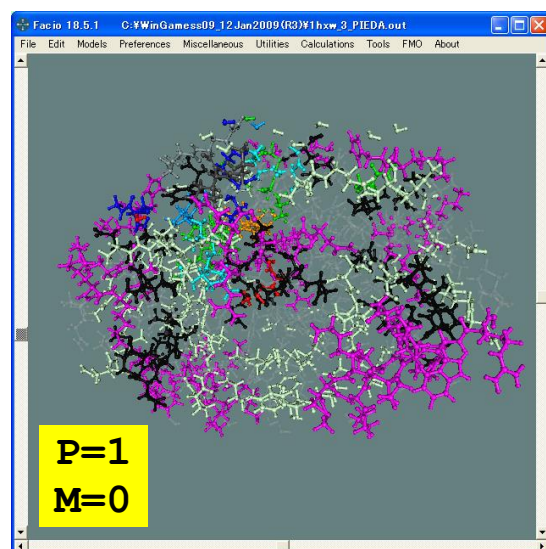 Facio 18.5.1 C:¥WinGamess09_12Jan2009(R3)¥1hxw_3_PIEDA.out
File Edit Models Preferences Miscellaneous Utilities Calculations Tools FMO About
P=1
M=0